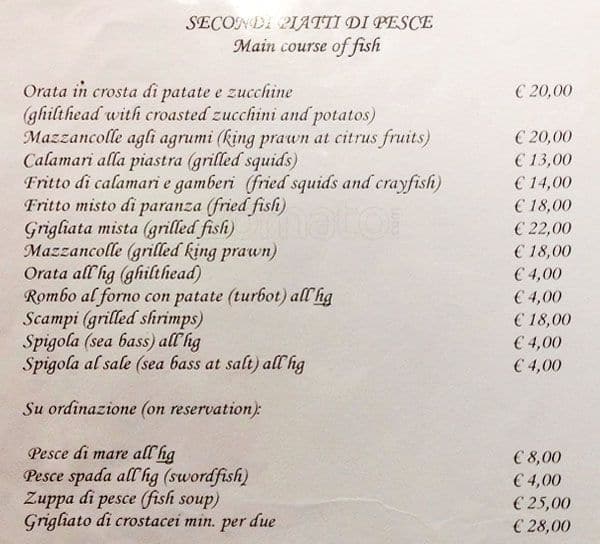 SECONDI PIATTI DI PESCE
Main course of fish
Orata in crosta di patate e zucchine € 20,00
(ghilthead with croasted zucchini and potatos)
Mazzancolle agli agrumi (king prawn at citrus fruits) € 20,00
Calamari alla piastra (grilled squids) € 13,00
Fritto di calamari e gamberi (fried squids and crayfish) € 14,00
Fritto misto di paranza (fried fish) € 18,00
Grigliata mista (grilled fish) € 22,00
Mazzancolle (grilled king prawn) € 18,00
Orata all'hg (ghilthead) € 4,00
Rombo al forno con patate (turbot) all'hg € 4,00
Scampi (grilled shrimps) € 18,00
Spigola (sea bass) all'hg € 4,00
Spigola al sale (sea bass at salt) all'hg € 4,00
Su ordinazione (on reservation):
Pesce di mare all'hg € 8,00
Pesce spada all'hg (swordfish) € 4,00
Zuppa di pesce (fish soup) € 25,00
Grigliato di crostacei min. per due € 28,00